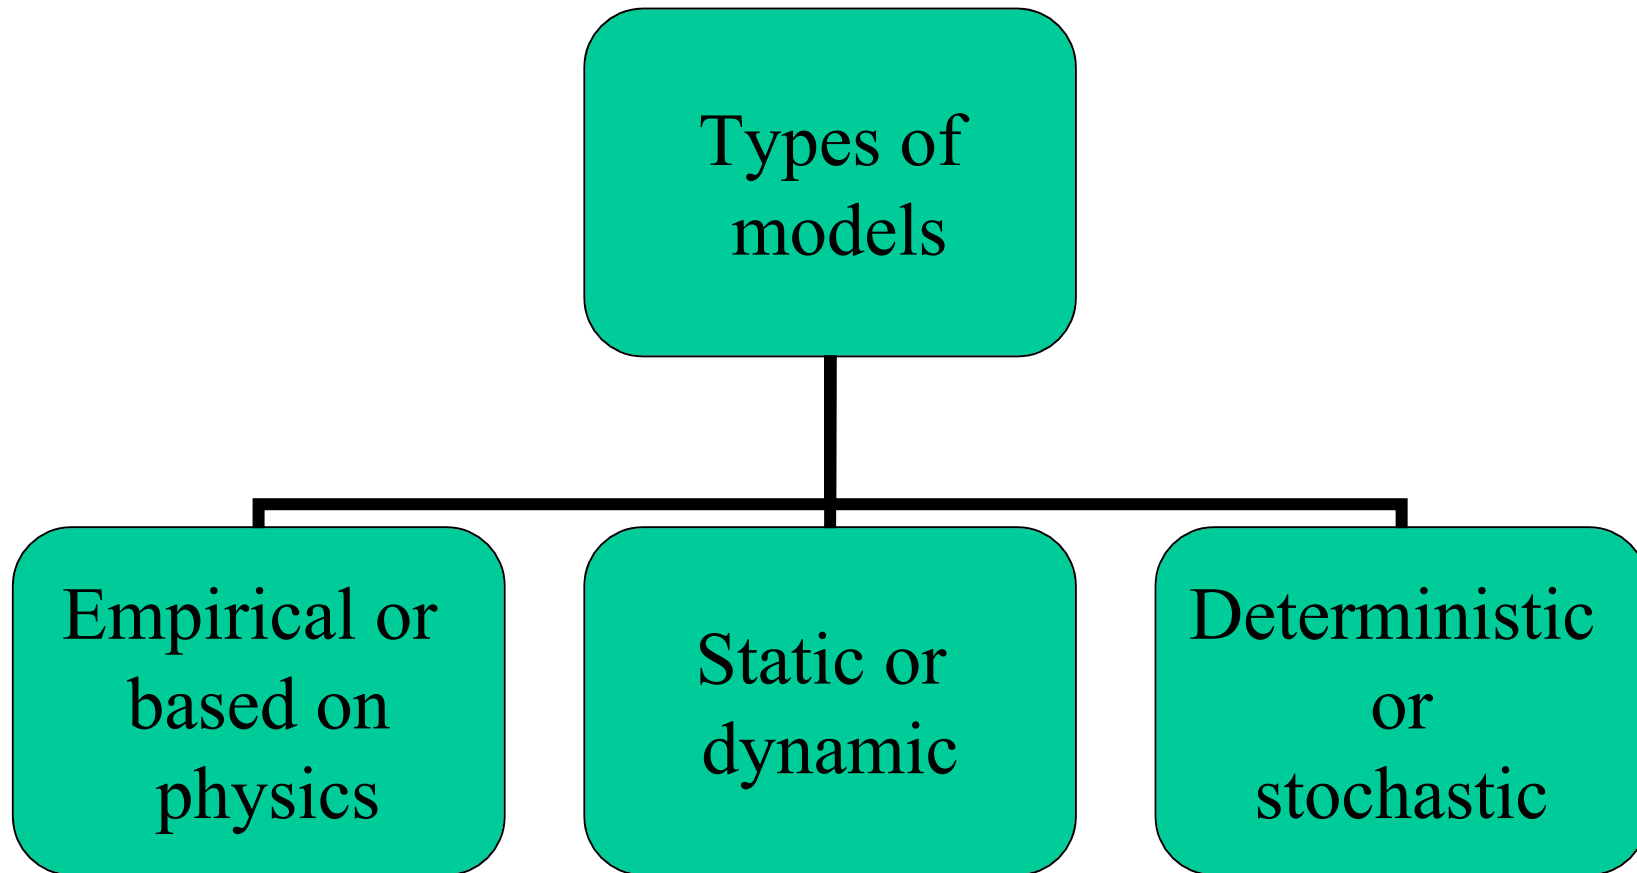 Types of
models
Empirical or
based on
physics
Static or
dynamic
Deterministic
or
stochastic